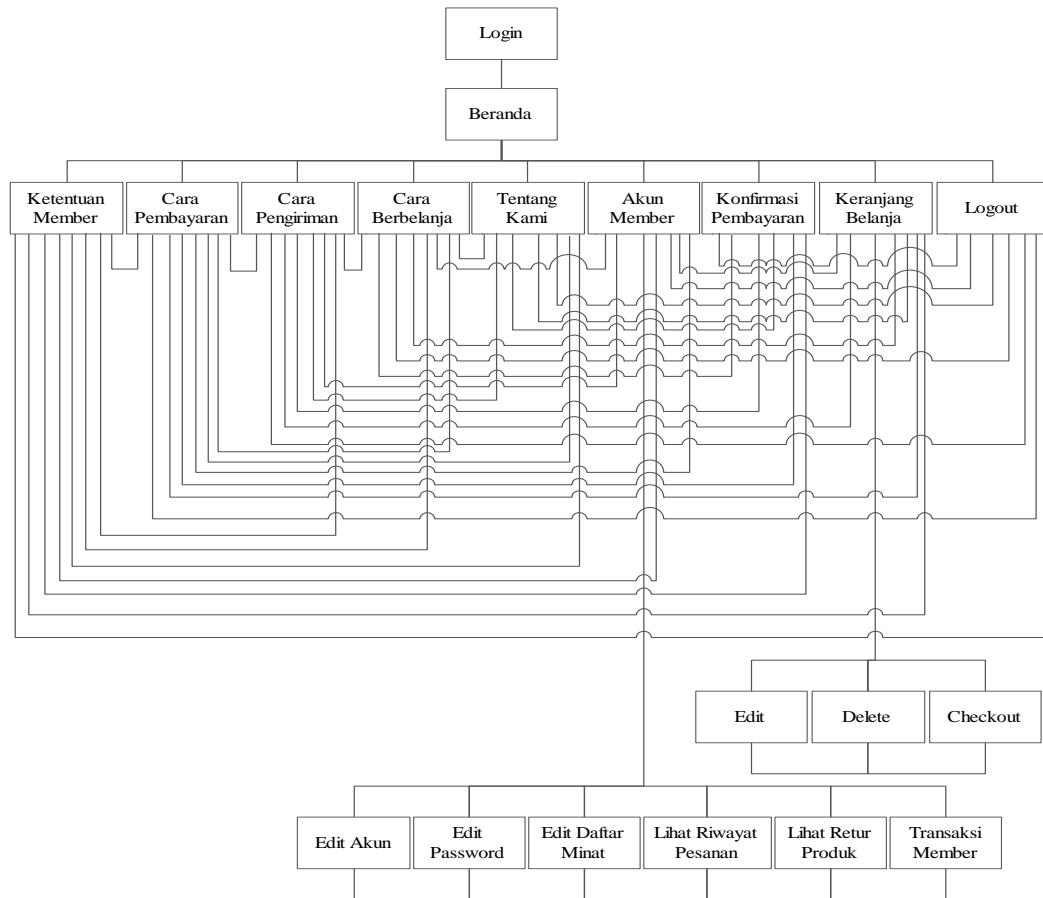 Login
Beranda
Ketentuan
Member
Cara
Pembayaran
Cara
Pengiriman
Cara
Berbelanja
Tentang
Kami
Akun
Member
Konfirmasi
Pembayaran
Keranjang
Belanja
Logout
Edit
Delete
Checkout
Edit Akun
Edit
Password
Edit Daftar
Minat
Lihat Riwayat
Pesanan
Lihat Retur
Produk
Transaksi
Member